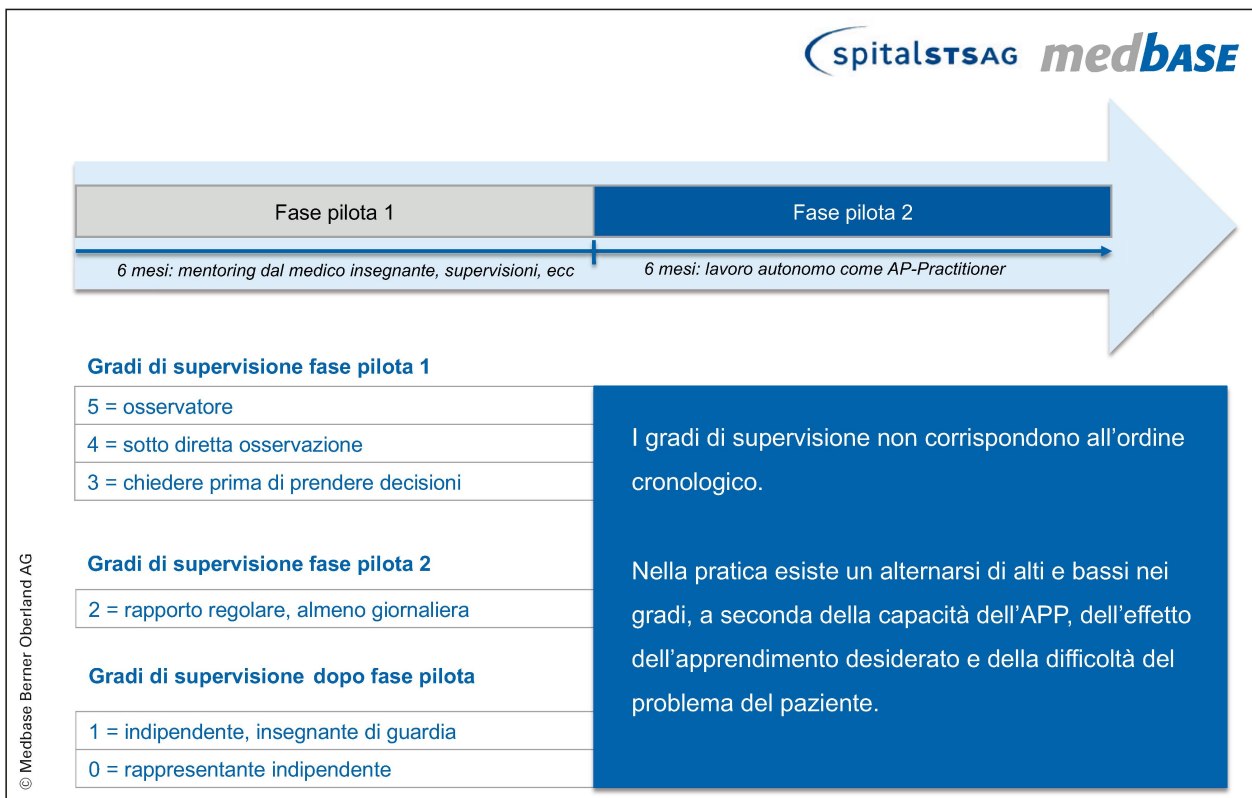 spitalSTSAG medbase
Fase pilota 1
Fase pilota 2
6 mesi: mentoring dal medico insegnante, supervisioni, ecc
6 mesi: lavoro autonomo come AP-Practitioner
Gradi di supervisione fase pilota 1
5 = osservatore
4 = sotto diretta osservazione
3 = chiedere prima di prendere decisioni
Gradi di supervisione fase pilota 2
2 = rapporto regolare, almeno giornaliera
Gradi di supervisione dopo fase pilota
1 = indipendente, insegnante di guardia
0 = rappresentante indipendente
I gradi di supervisione non corrispondono all’ordine
cronologico.
Nella pratica esiste un alternarsi di alti e bassi nei
gradi, a seconda della capacità dell’APP, dell’effetto
dell’apprendimento desiderato e della difficoltà del
problema del paziente.
© Medbase Berner Oberland AG